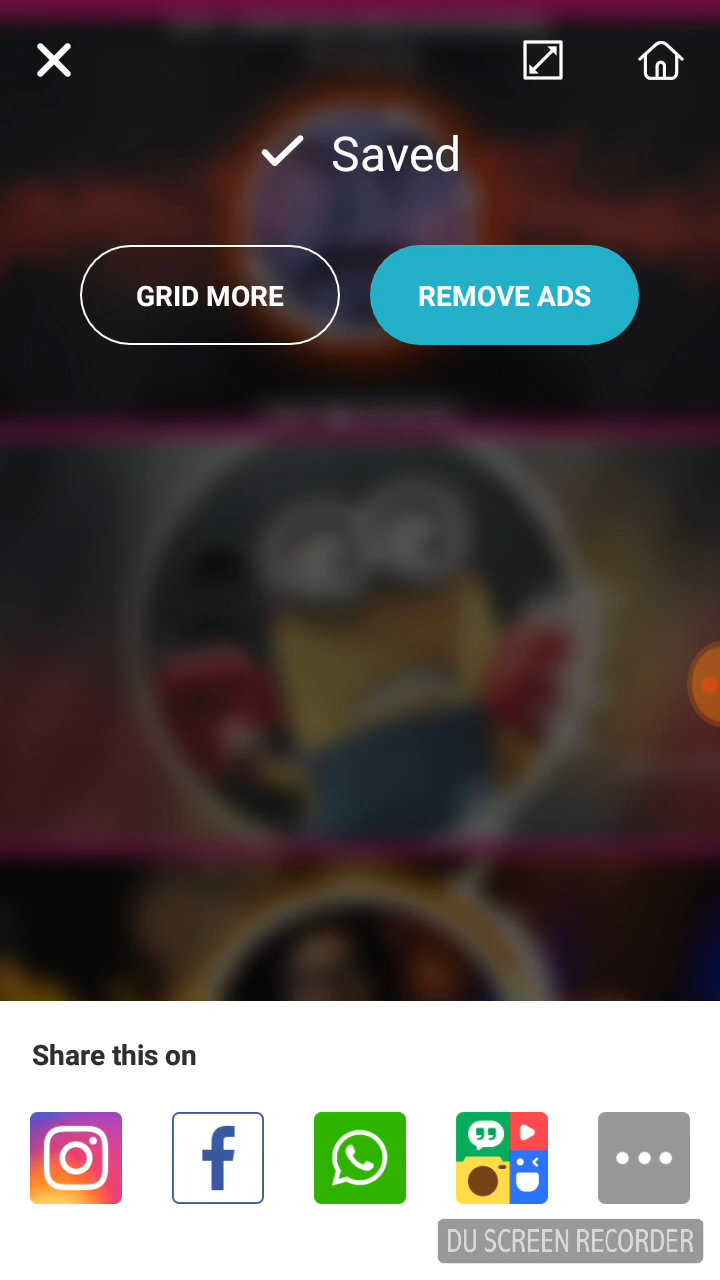 Saved
GRID MORE
REMOVE ADS
Share this on
DU SCREEN RECORDER